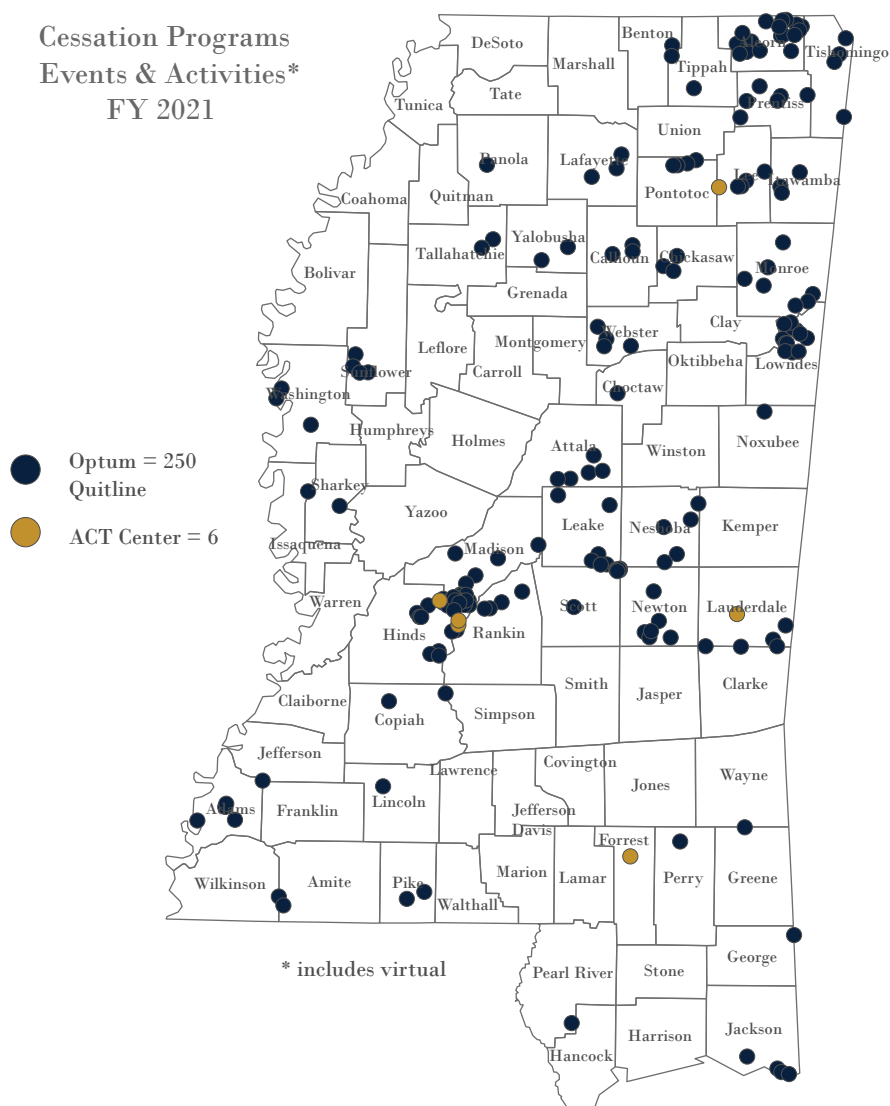 Cessation Programs
Events & Activities*
FY 2021
DeSoto
Benton
Marshall
Alcorn
Tippah
Tishomingo
Tate
Tunica
Prentiss
Union
Panola
Lafayette
Lee
Itawamba
Pontotoc
Quitman
Coahoma
Yalobusha
Tallahatchie
Calhoun
Chickasaw
Monroe
Bolivar
Grenada
Clay
Webster
Montgomery
Leflore
Oktibbeha
Lowndes
Carroll
Sunflower
Choctaw
Washington
Humphreys
Holmes
Attala
Winston
Noxubee
Optum = 250
Quitline
Sharkey
Yazoo
Leake
Neshoba
Kemper
ACT Center = 6
Issaquena
Madison
Warren
Scott
Newton
Lauderdale
Hinds
Rankin
Smith
Jasper
Clarke
Claiborne
Copiah
Simpson
Jefferson
Lawrence
Covington
Jones
Wayne
Adams
Franklin
Lincoln
Jefferson
Davis
Forrest
Wilkinson
Amite
Pike
Marion
Lamar
Perry
Greene
Walthall
George
* includes virtual
Pearl River
Stone
Jackson
Harrison
Hancock